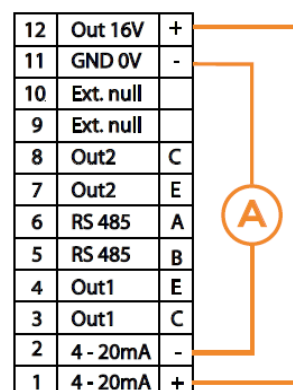 12 Out 16V +
11 GND 0V -
10 Ext. null
9 Ext. null
8 Out2 C
7 Out2 E
6 RS 485 A
5 RS 485 B
4 Out1 E
3 Out1 C
2 4 - 20mA -
1 4 - 20mA +
A